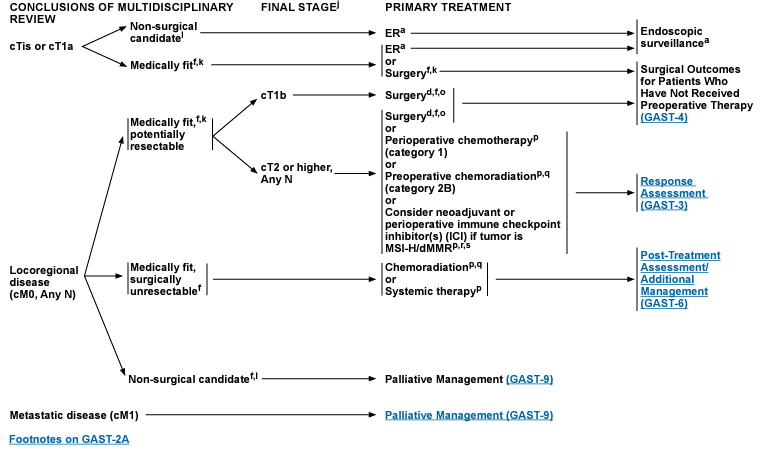 CONCLUSIONS OF MULTIDISCIPLINARY
REVIEW
FINAL STAGEj
PRIMARY TREATMENT
cTis or cT1a
Non-surgical
candidatel
ERa
Endoscopic
surveillancea
Medically fitf,k
ERa
or
Surgeryf,k
Surgical Outcomes
for Patients Who
Have Not Received
Preoperative Therapy
(GAST-4)
Locoregional
disease
(cM0, Any N)
Medically fit,f,k
potentially
resectable
cT1b
Surgeryd,f,o
cT2 or higher,
Any N
Surgeryd,f,o
or
Perioperative chemotherapyp
(category 1)
or
Preoperative chemoradiationp,q
(category 2B)
or
Consider neoadjuvant or
perioperative immune checkpoint
inhibitor(s) (ICI) if tumor is
MSI-H/dMMRp,r,s
Response
Assessment
(GAST-3)
Medically fit,
surgically
unresectablef
Chemoradiationp,q
or
Systemic therapyp
Post-Treatment
Assessment/
Additional
Management
(GAST-6)
Non-surgical candidatef,l
Palliative Management (GAST-9)
Metastatic disease (cM1)
Palliative Management (GAST-9)
Footnotes on GAST-2A